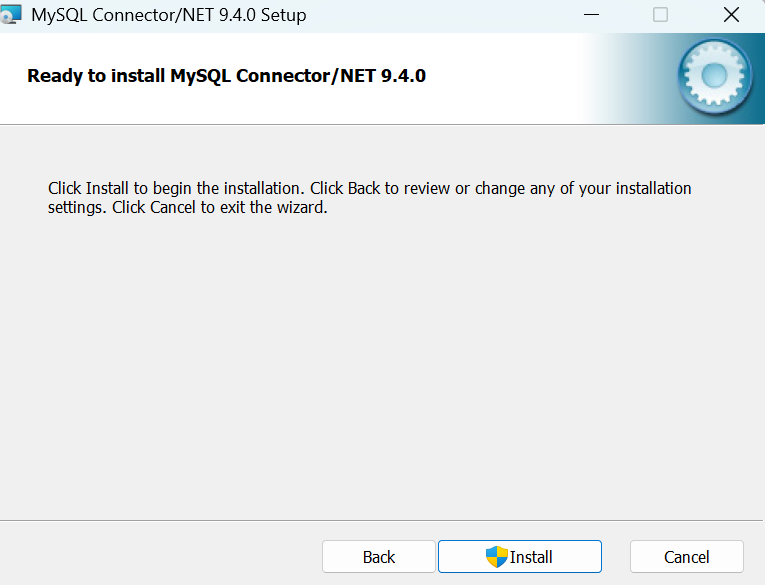 MySQL Connector/NET 9.4.0 Setup
Ready to install MySQL Connector/NET 9.4.0
Click Install to begin the installation. Click Back to review or change any of your installation
settings. Click Cancel to exit the wizard.
Back
Install
Cancel